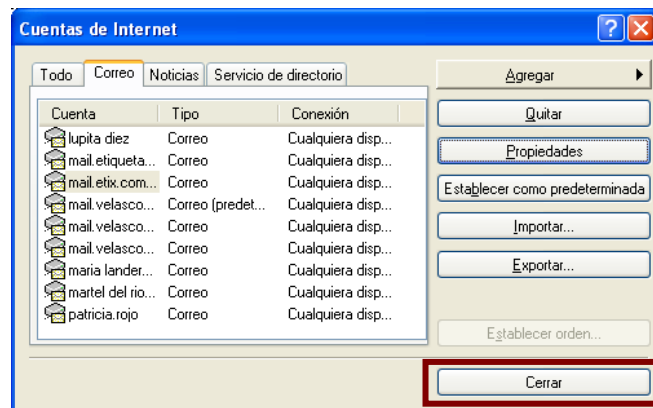 Cuentas de Internet
Todo Correo Noticias Servicio de directorio
Cuenta Tipo Conexión
lupita diez Correo Cualquiera disp...
mail.etiqueta... Correo Cualquiera disp...
mail.etix.com... Correo Cualquiera disp...
mail.velasco... Correo (predet... Cualquiera disp...
mail.velasco... Correo Cualquiera disp...
mail.velasco... Correo Cualquiera disp...
maria lander... Correo Cualquiera disp...
martel del rio... Correo Cualquiera disp...
patricia.rojo Correo Cualquiera disp...
Agregar
Quitar
Propiedades
Establecer como predeterminada
Importar...
Exportar...
Establecer orden...
Cerrar